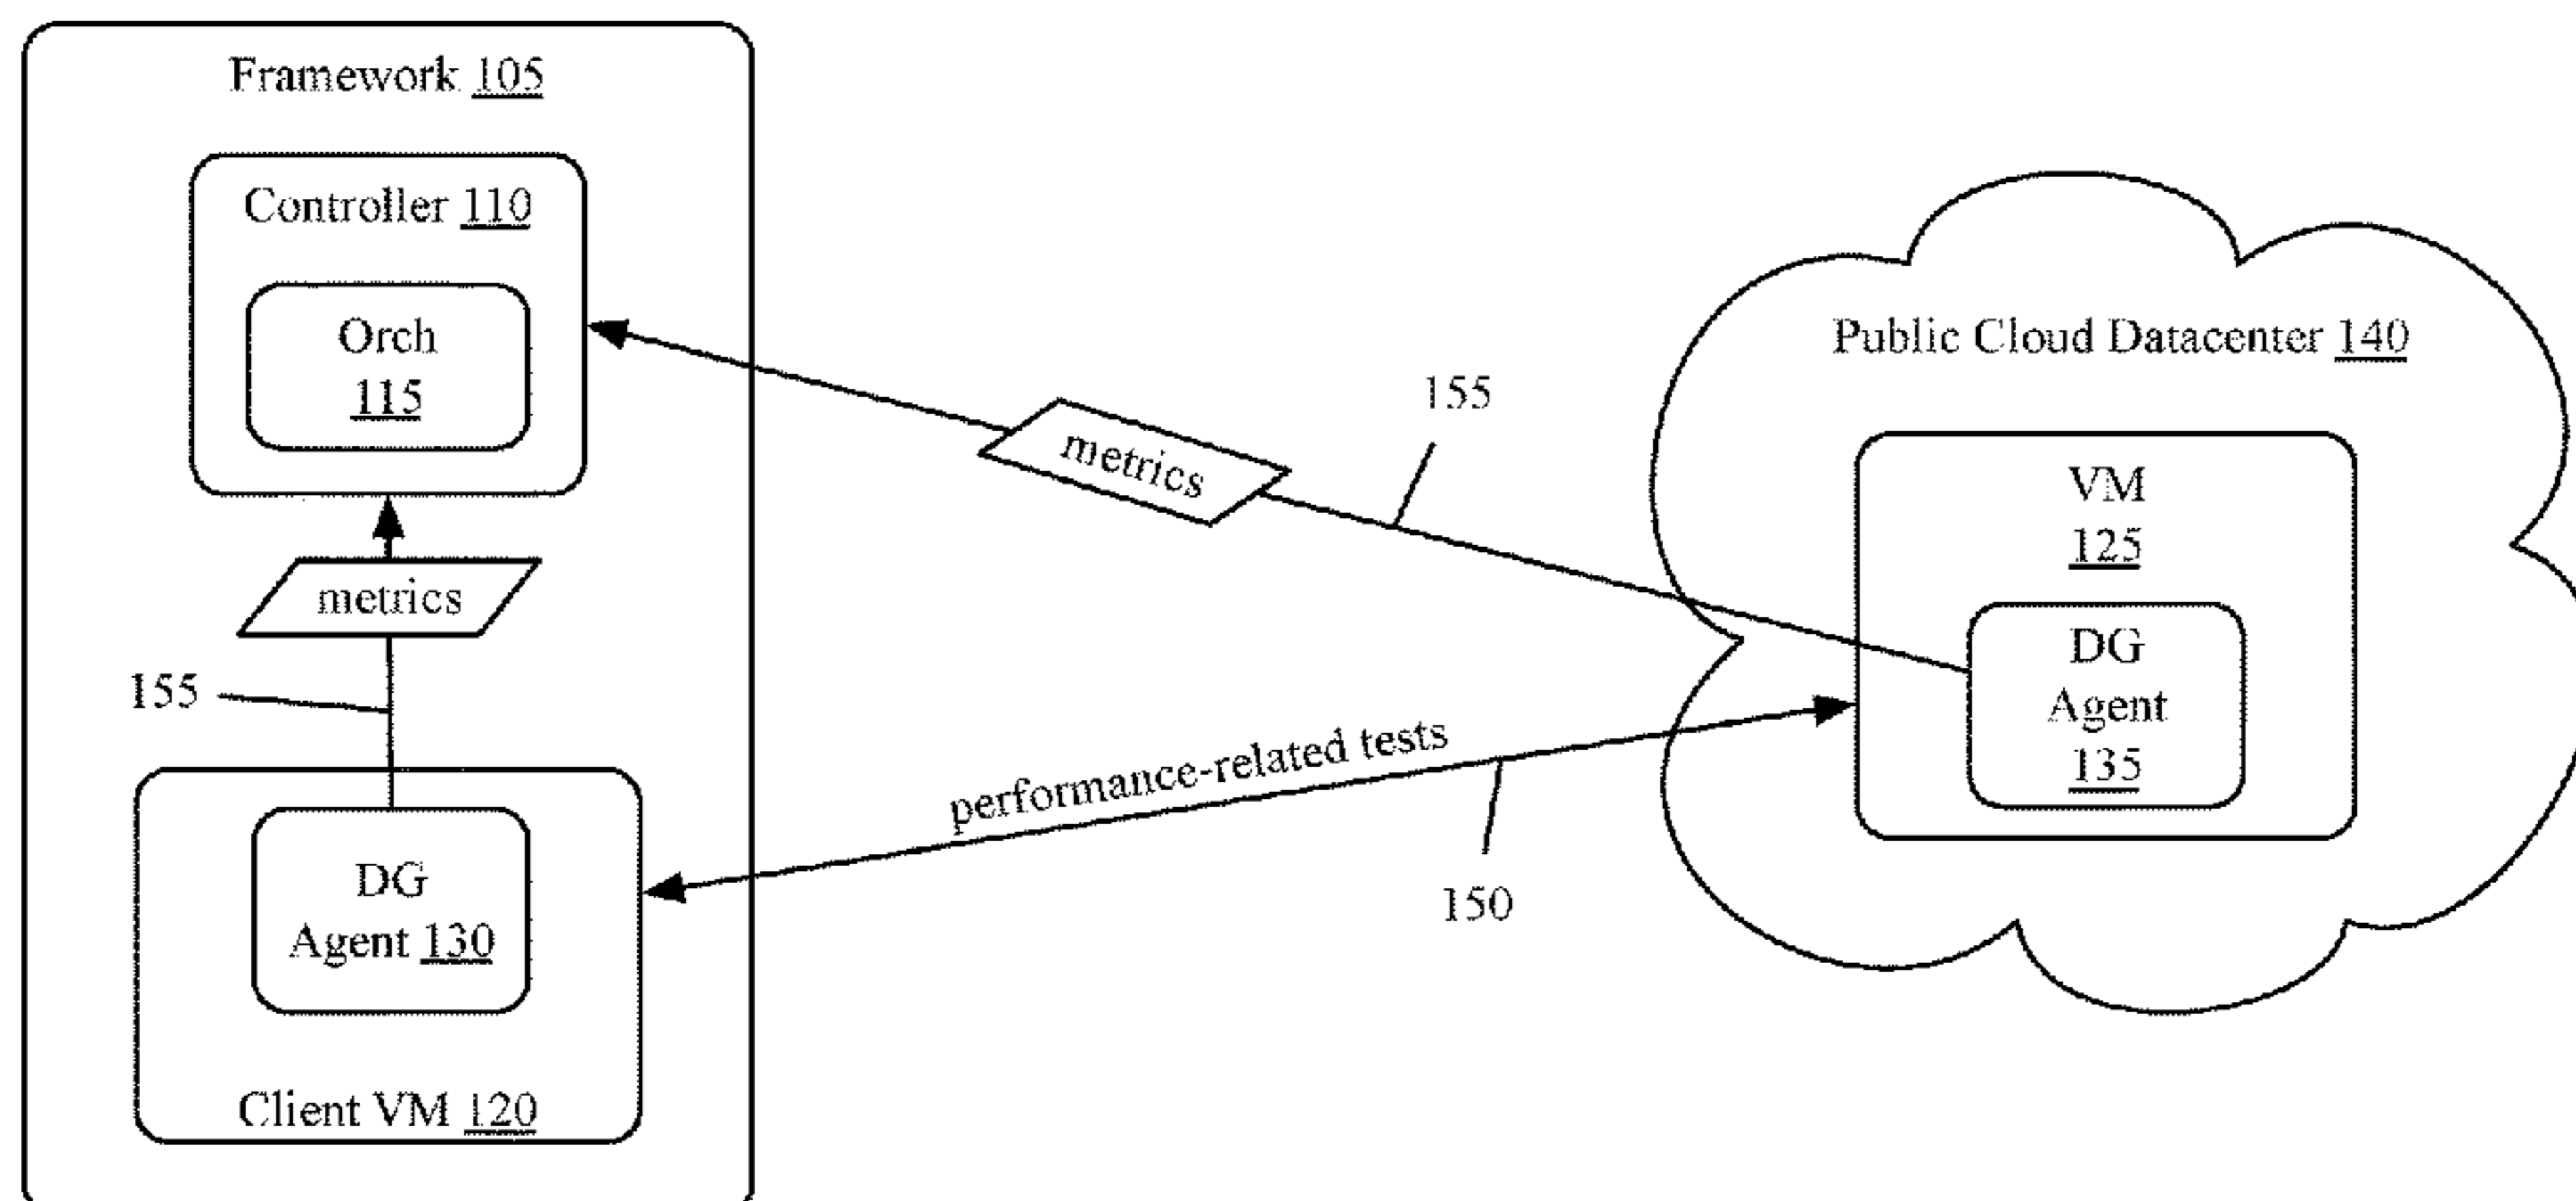 Framework 105
Controller 110
Orch
115
metrics
155
DG
Agent 130
Client VM 120
metrics
155
performance-related tests
150
Public Cloud Datacenter 140
VM
125
DG
Agent
135